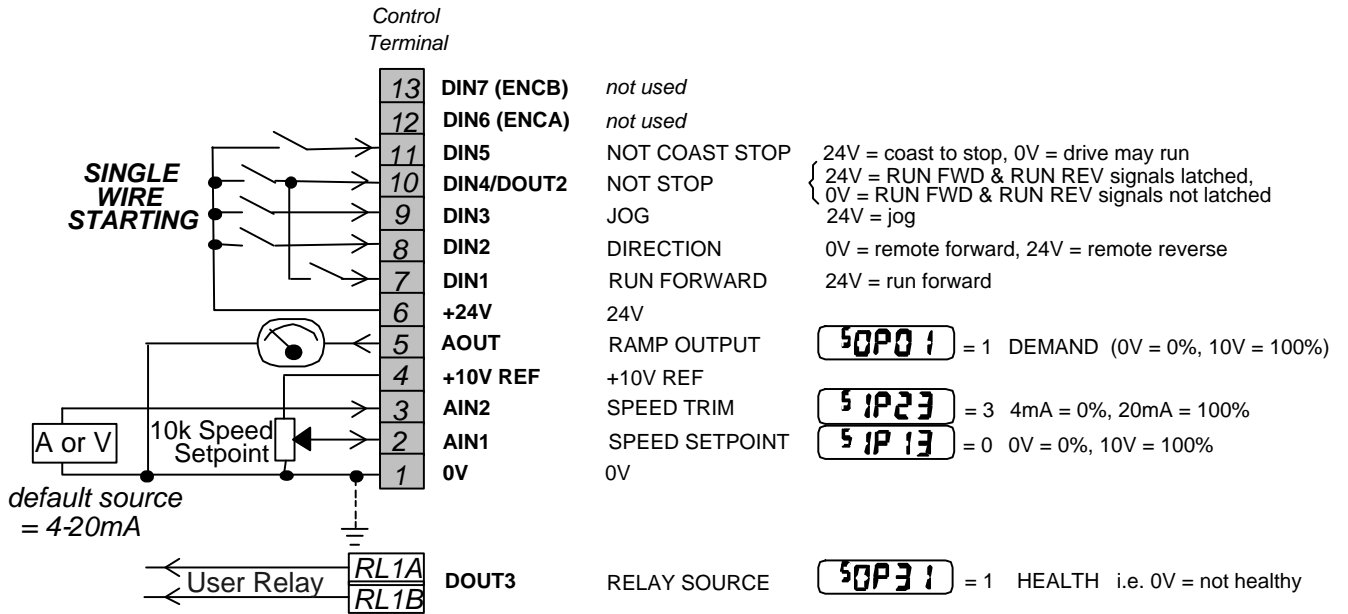 Control
Terminal
13 DIN7 (ENCB) not used
12 DIN6 (ENCA) not used
11 DIN5 NOT COAST STOP 24V = coast to stop, 0V = drive may run
10 DIN4/DOUT2 NOT STOP 24V = RUN FWD & RUN REV signals latched,
0V = RUN FWD & RUN REV signals not latched
SINGLE
WIRE
STARTING
9 DIN3 JOG 24V = jog
8 DIN2 DIRECTION 0V = remote forward, 24V = remote reverse
7 DIN1 RUN FORWARD 24V = run forward
6 +24V 24V
5 AOUT RAMP OUTPUT SOP01 = 1 DEMAND (0V = 0%, 10V = 100%)
4 +10V REF +10V REF
3 AIN2 SPEED TRIM SIP23 = 3 4mA = 0%, 20mA = 100%
A or V
10k Speed
Setpoint
2 AIN1 SPEED SETPOINT SIP13 = 0 0V = 0%, 10V = 100%
1 0V 0V
default source
= 4-20mA
User Relay
RL1A
RL1B
DOUT3 RELAY SOURCE SOP31 = 1 HEALTH i.e. 0V = not healthy